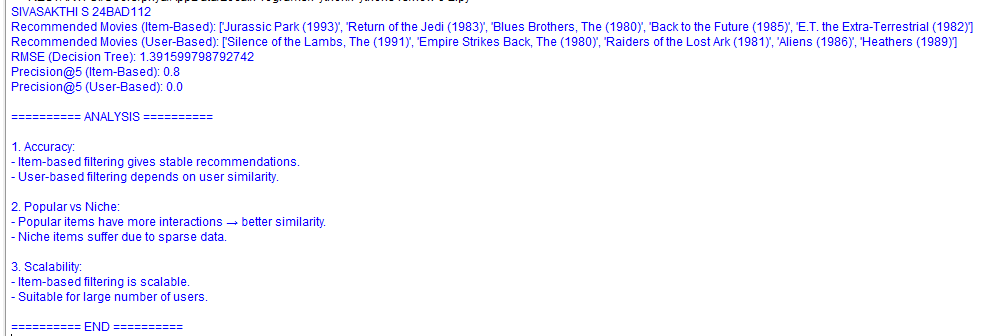 SIVASAKTHI S 24BAD112
Recommended Movies (Item-Based): ['Jurassic Park (1993)', 'Return of the Jedi (1983)', 'Blues Brothers, The (1980)', 'Back to the Future (1985)', 'E.T. the Extra-Terrestrial (1982)']
Recommended Movies (User-Based): ['Silence of the Lambs, The (1991)', 'Empire Strikes Back, The (1980)', 'Raiders of the Lost Ark (1981)', 'Aliens (1986)', 'Heathers (1989)']
RMSE (Decision Tree): 1.391599798792742
Precision@5 (Item-Based): 0.8
Precision@5 (User-Based): 0.0
========== ANALYSIS ==========
1. Accuracy:
- Item-based filtering gives stable recommendations.
- User-based filtering depends on user similarity.
2. Popular vs Niche:
- Popular items have more interactions → better similarity.
- Niche items suffer due to sparse data.
3. Scalability:
- Item-based filtering is scalable.
- Suitable for large number of users.
========== END ==========